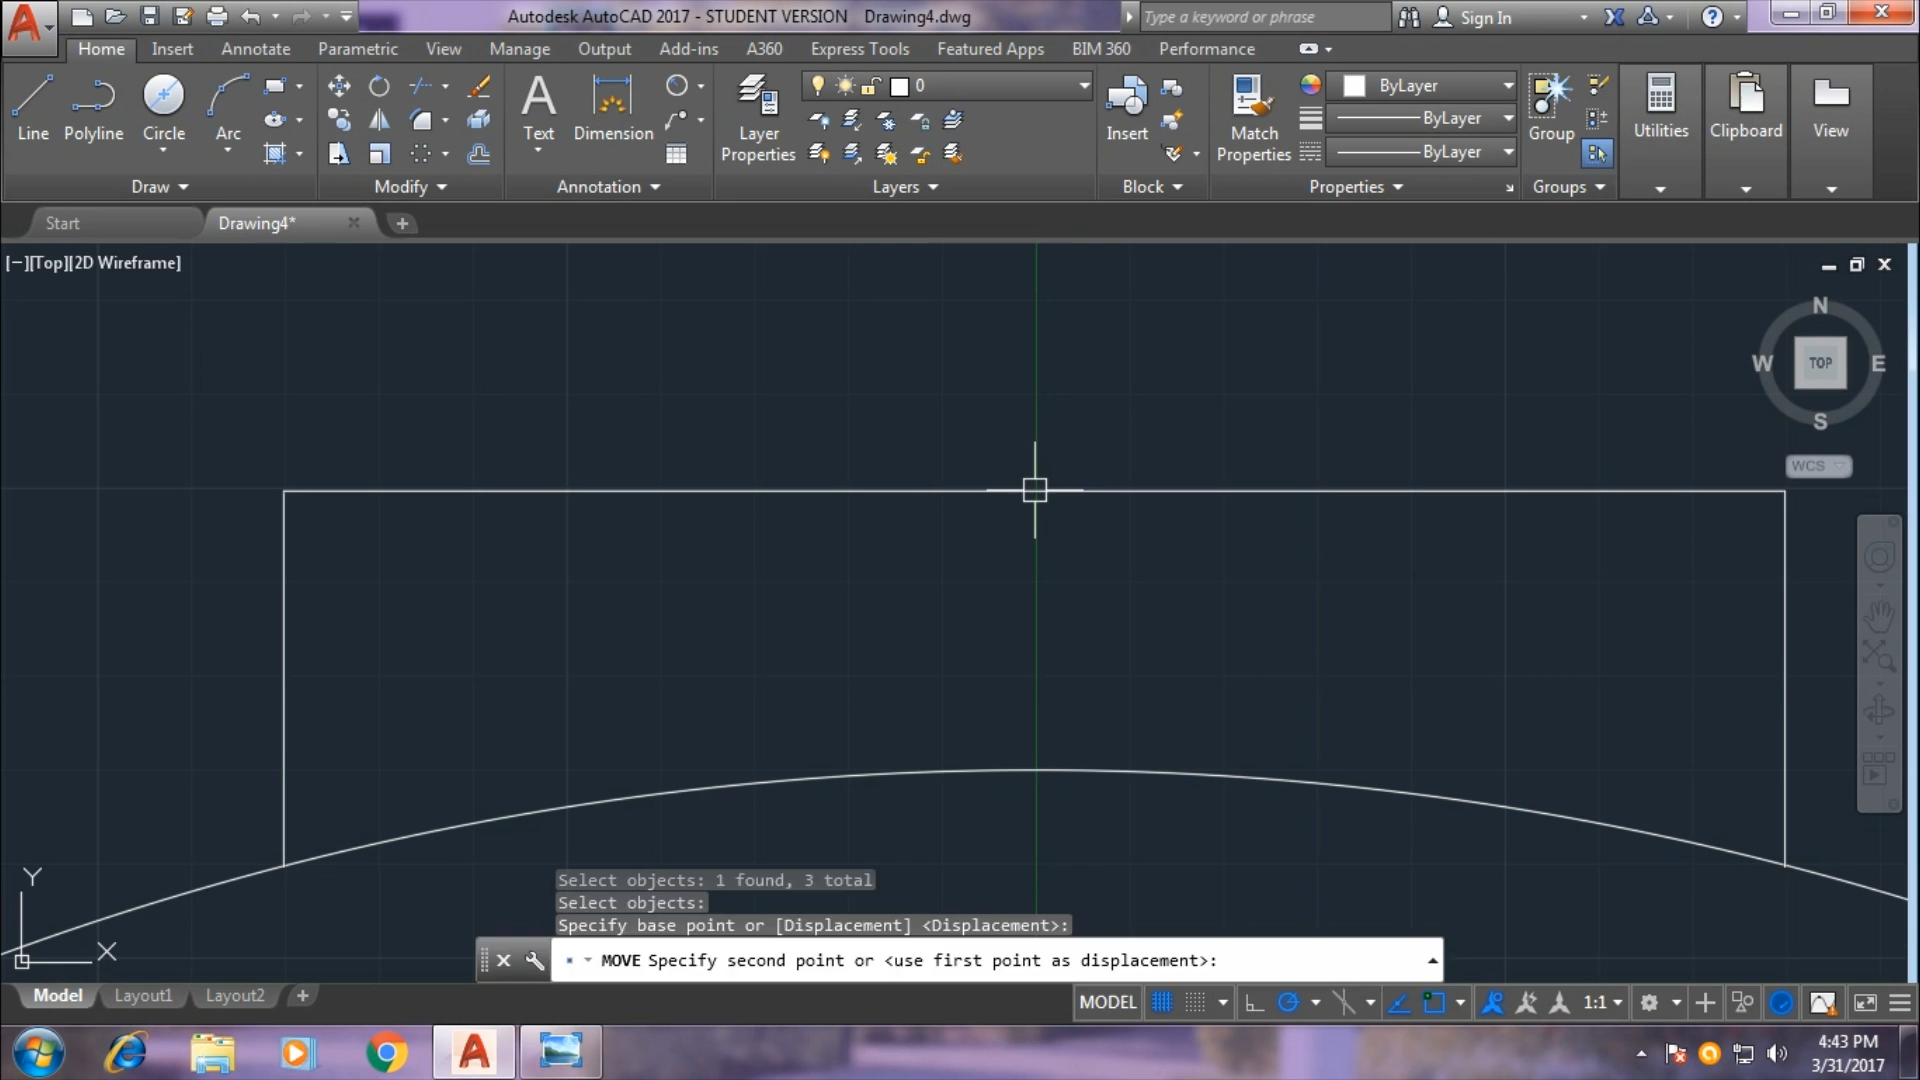 Autodesk AutoCAD 2017 - STUDENT VERSION Drawing4.dwg
Type a keyword or phrase
Sign In
Home Insert Annotate Parametric View Manage Output Add-ins A360 Express Tools Featured Apps BIM 360 Performance
0
ByLayer
Line Polyline Circle Arc
Text Dimension
Layer Properties
Insert
Match Properties
ByLayer
ByLayer
Group
Utilities Clipboard View
Draw Modify Annotation Layers Block Properties Groups
Start Drawing4*
[−][Top][2D Wireframe]
N
W TOP E
S
WCS
Y
X
Select objects: 1 found, 3 total
Select objects:
Specify base point or [Displacement] <Displacement>:
MOVE Specify second point or <use first point as displacement>:
Model Layout1 Layout2
MODEL 1:1
4:43 PM
3/31/2017